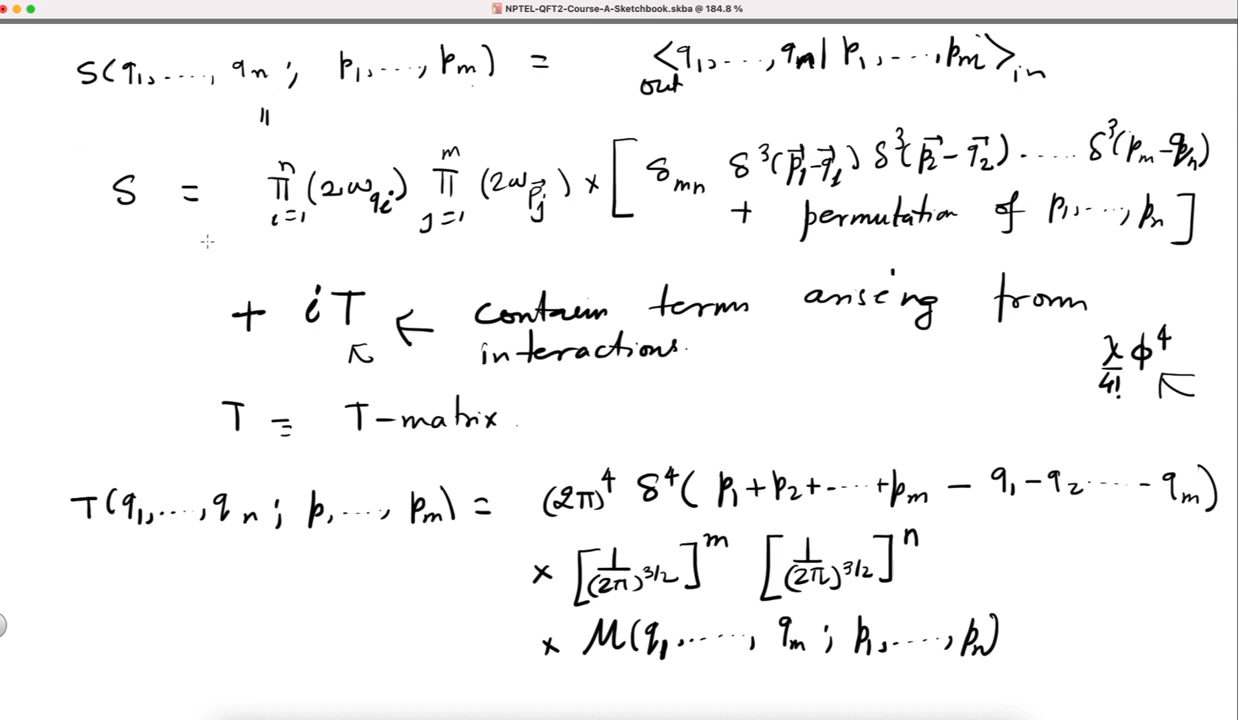 NPTEL-QFT2-Course-A-Sketchbook.skba @ 184.8 %
S(q₁, ...., qₙ ; p₁, ..., pₘ) = out<q₁, ..., qₙ | p₁, ..., pₘ>in
||
S = ∏ᵢ₌₁ⁿ (2ω_{qᵢ}) ∏ⱼ₌₁ᵐ (2ω_{p⃗ⱼ}) × [ δₘₙ δ³(p⃗₁-q⃗₁) δ³(p⃗₂-q⃗₂) ..... δ³(pₘ-qₙ)
+ permutation of p₁, ..., pₙ ]
+ iT ← contain terms arising from
interactions.
λ/4! φ⁴
T ≡ T-matrix.
T(q₁, ..., qₙ ; p, ..., pₘ) = (2π)⁴ δ⁴( p₁+p₂+....+pₘ - q₁-q₂ .... -qₘ)
× [1/(2π)^{3/2}]^m [1/(2π)^{3/2}]^n
× M(q₁, ....., qₘ ; p₁, ....., pₙ)